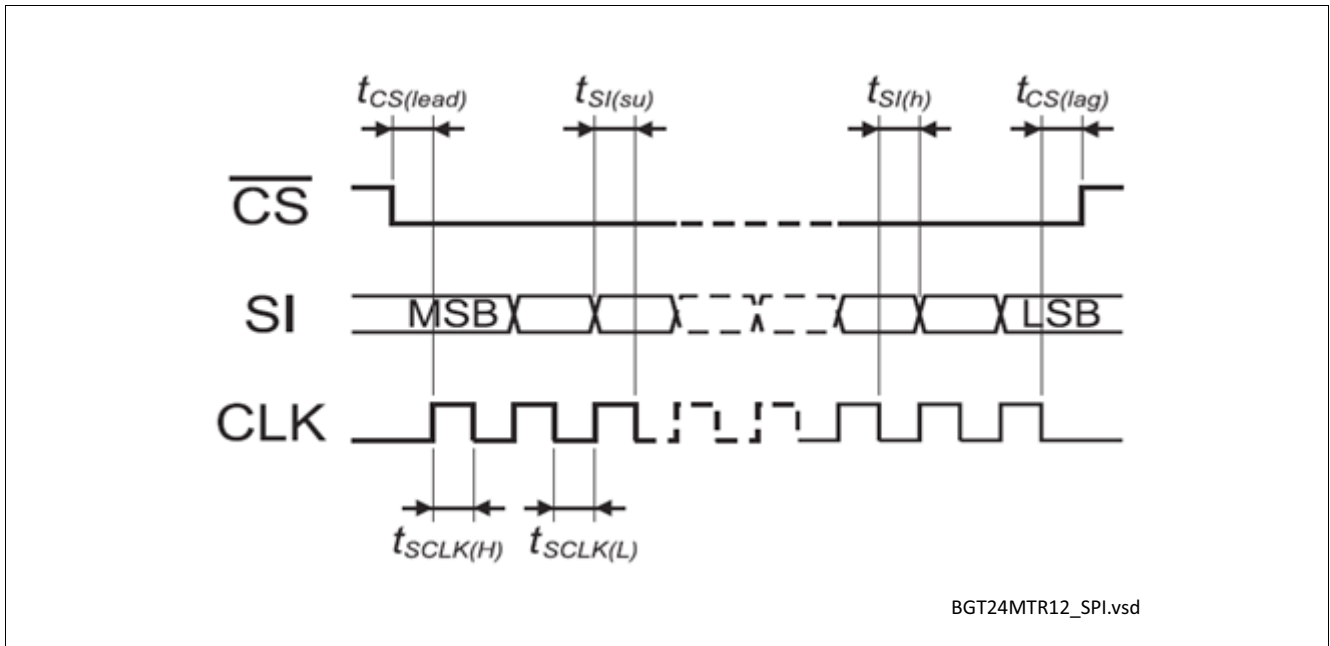 tCS(lead) tSI(su) tSI(h) tCS(lag)
CS
SI MSB LSB
CLK
tSCLK(H) tSCLK(L)
BGT24MTR12_SPI.vsd